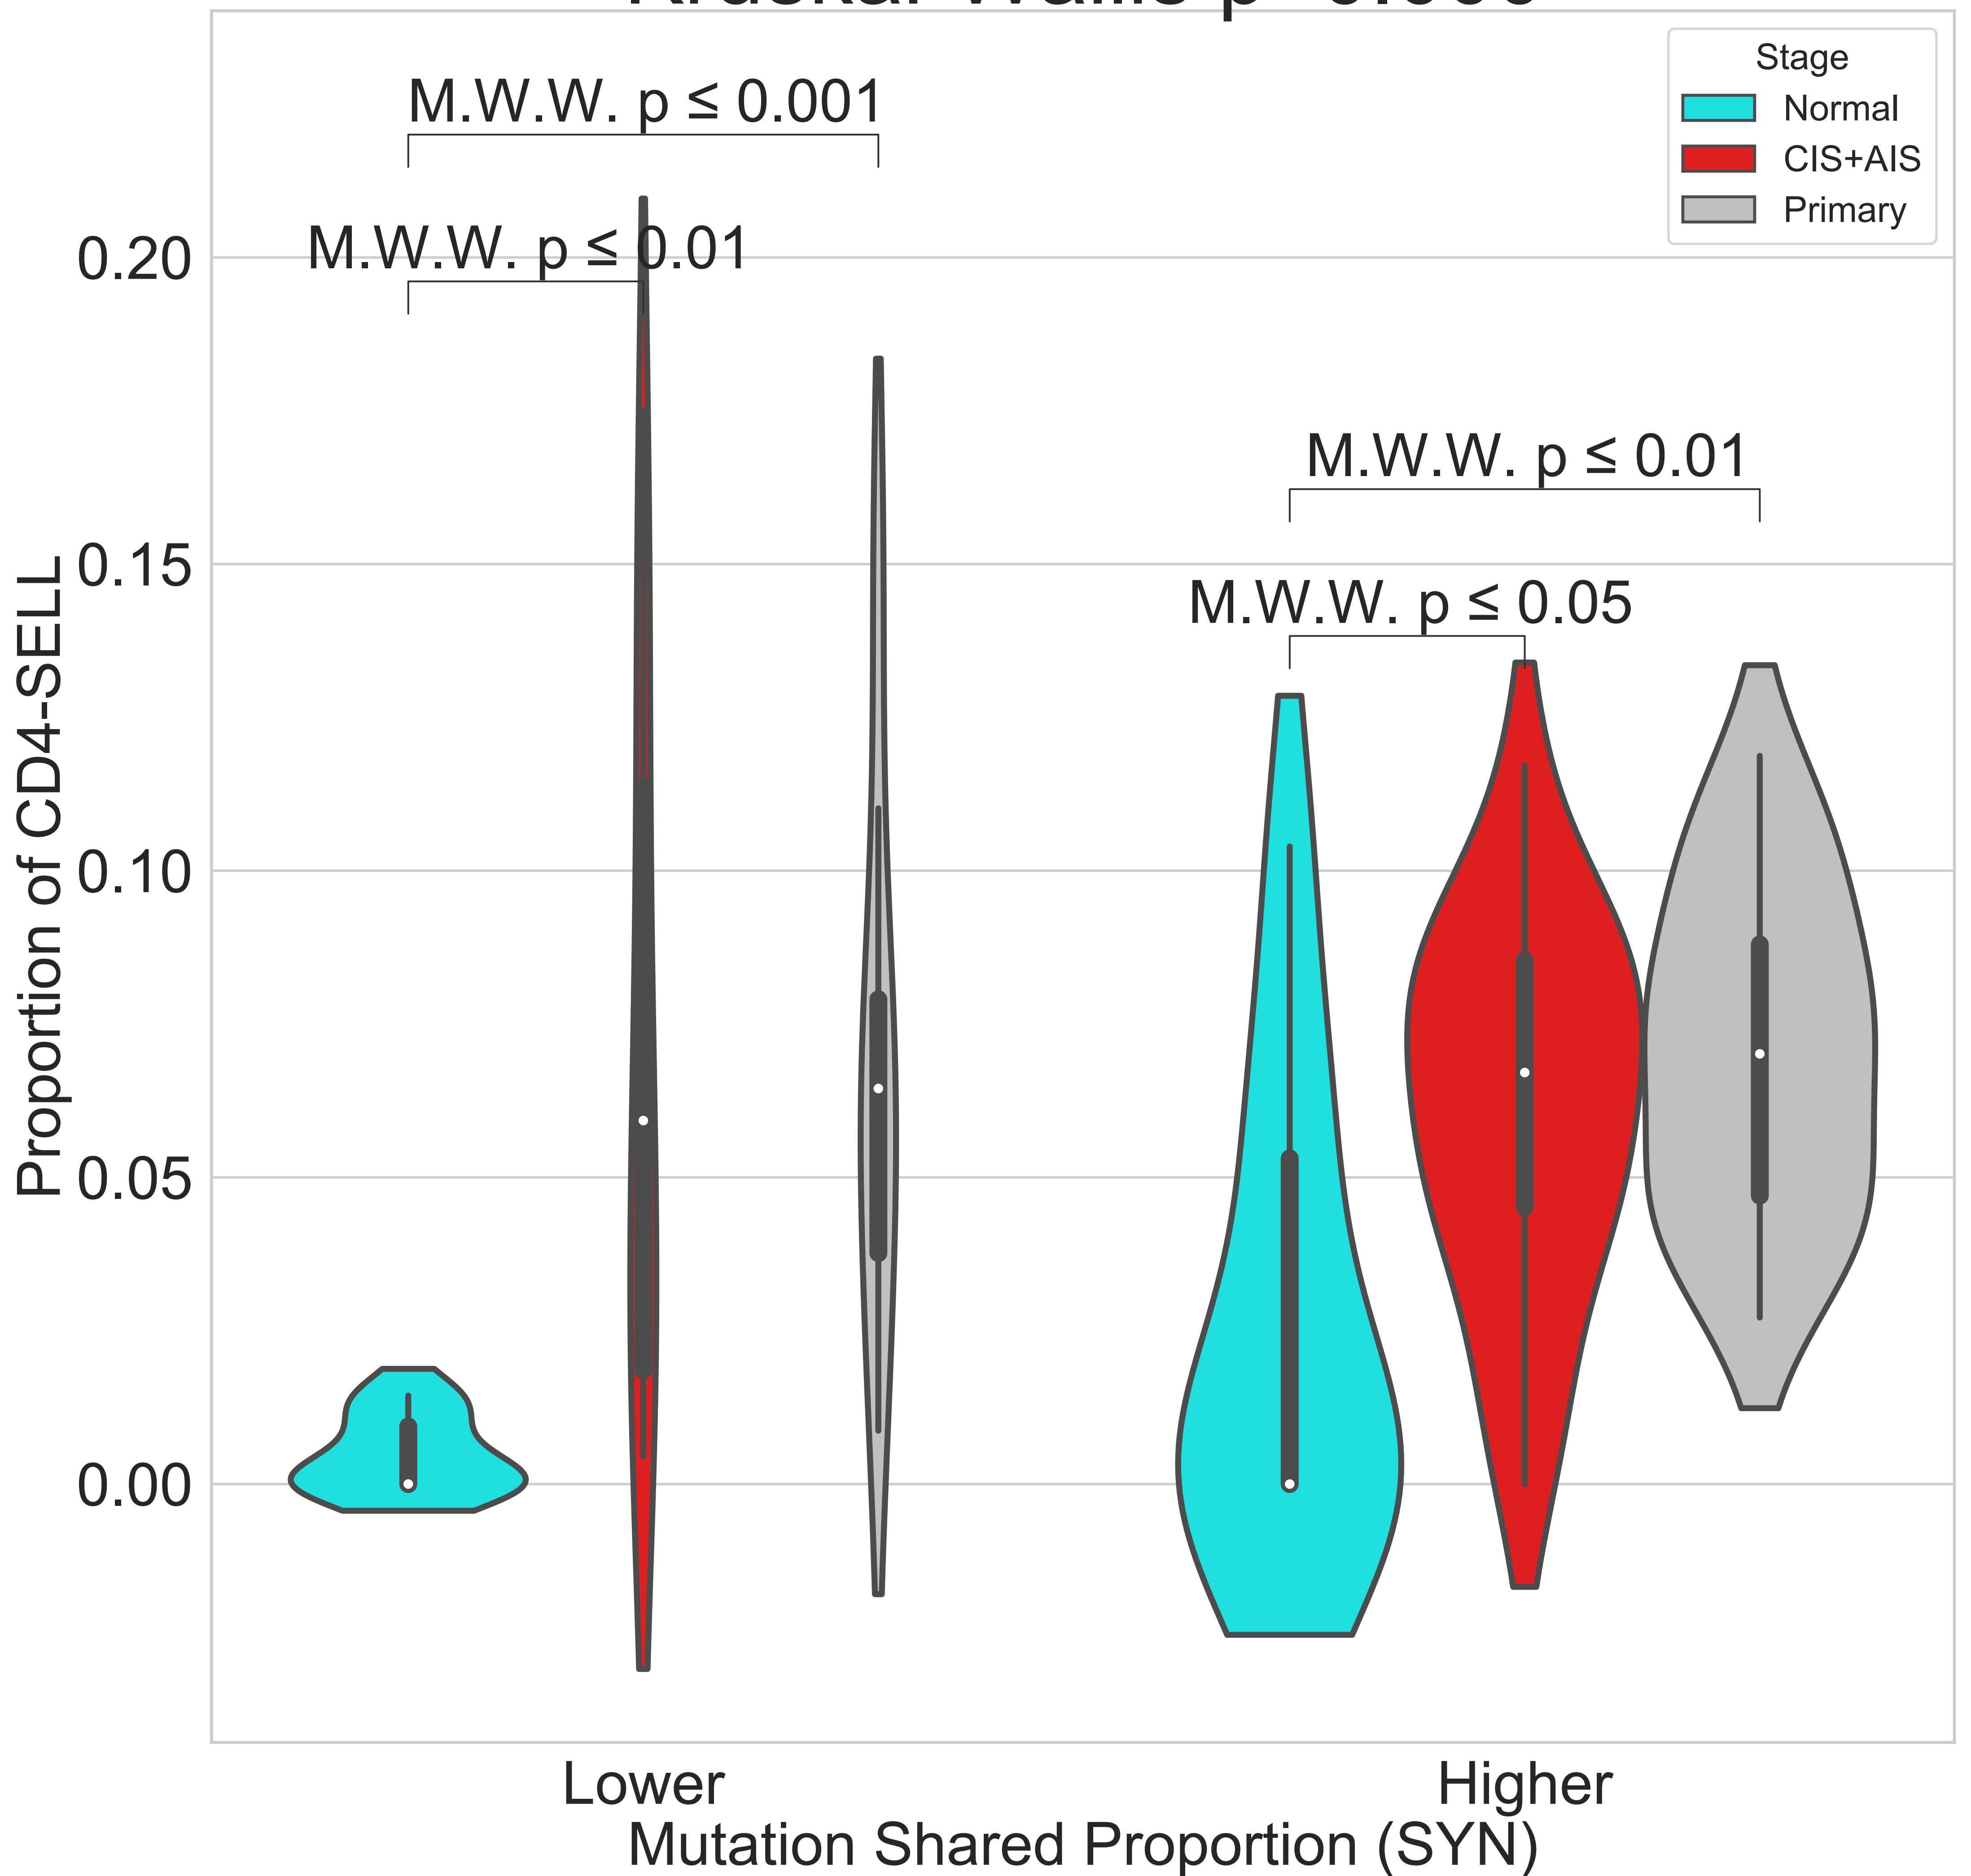 Stage
Normal
CIS+AIS
Primary
M.W.W. p ≤ 0.001
M.W.W. p ≤ 0.01
M.W.W. p ≤ 0.01
M.W.W. p ≤ 0.05
Proportion of CD4-SELL
0.20
0.15
0.10
0.05
0.00
Lower
Higher
Mutation Shared Proportion (SYN)